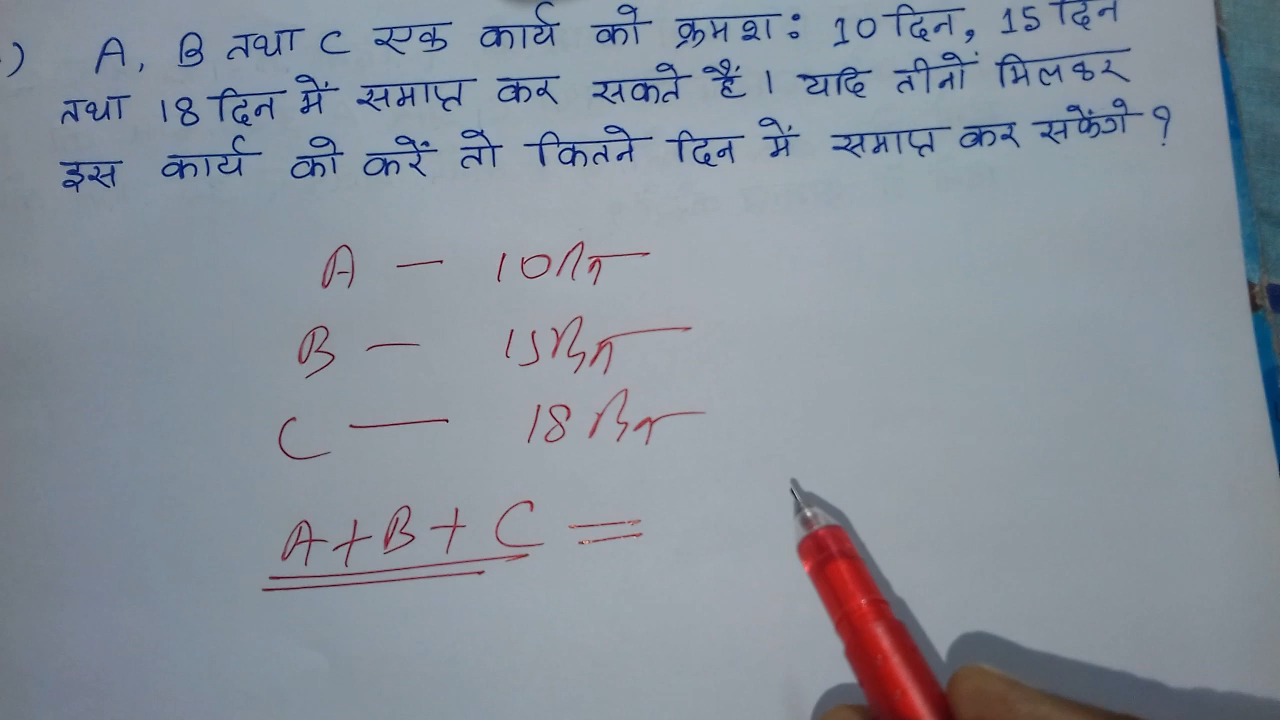 ) A, B तथा C एक कार्य को क्रमशः 10 दिन, 15 दिन
तथा 18 दिन में समाप्त कर सकते हैं । यदि तीनों मिलकर
इस कार्य को करें तो कितने दिन में समाप्त कर सकेंगे ?
A — 10 दिन
B — 15 दिन
C — 18 दिन
A+B+C =